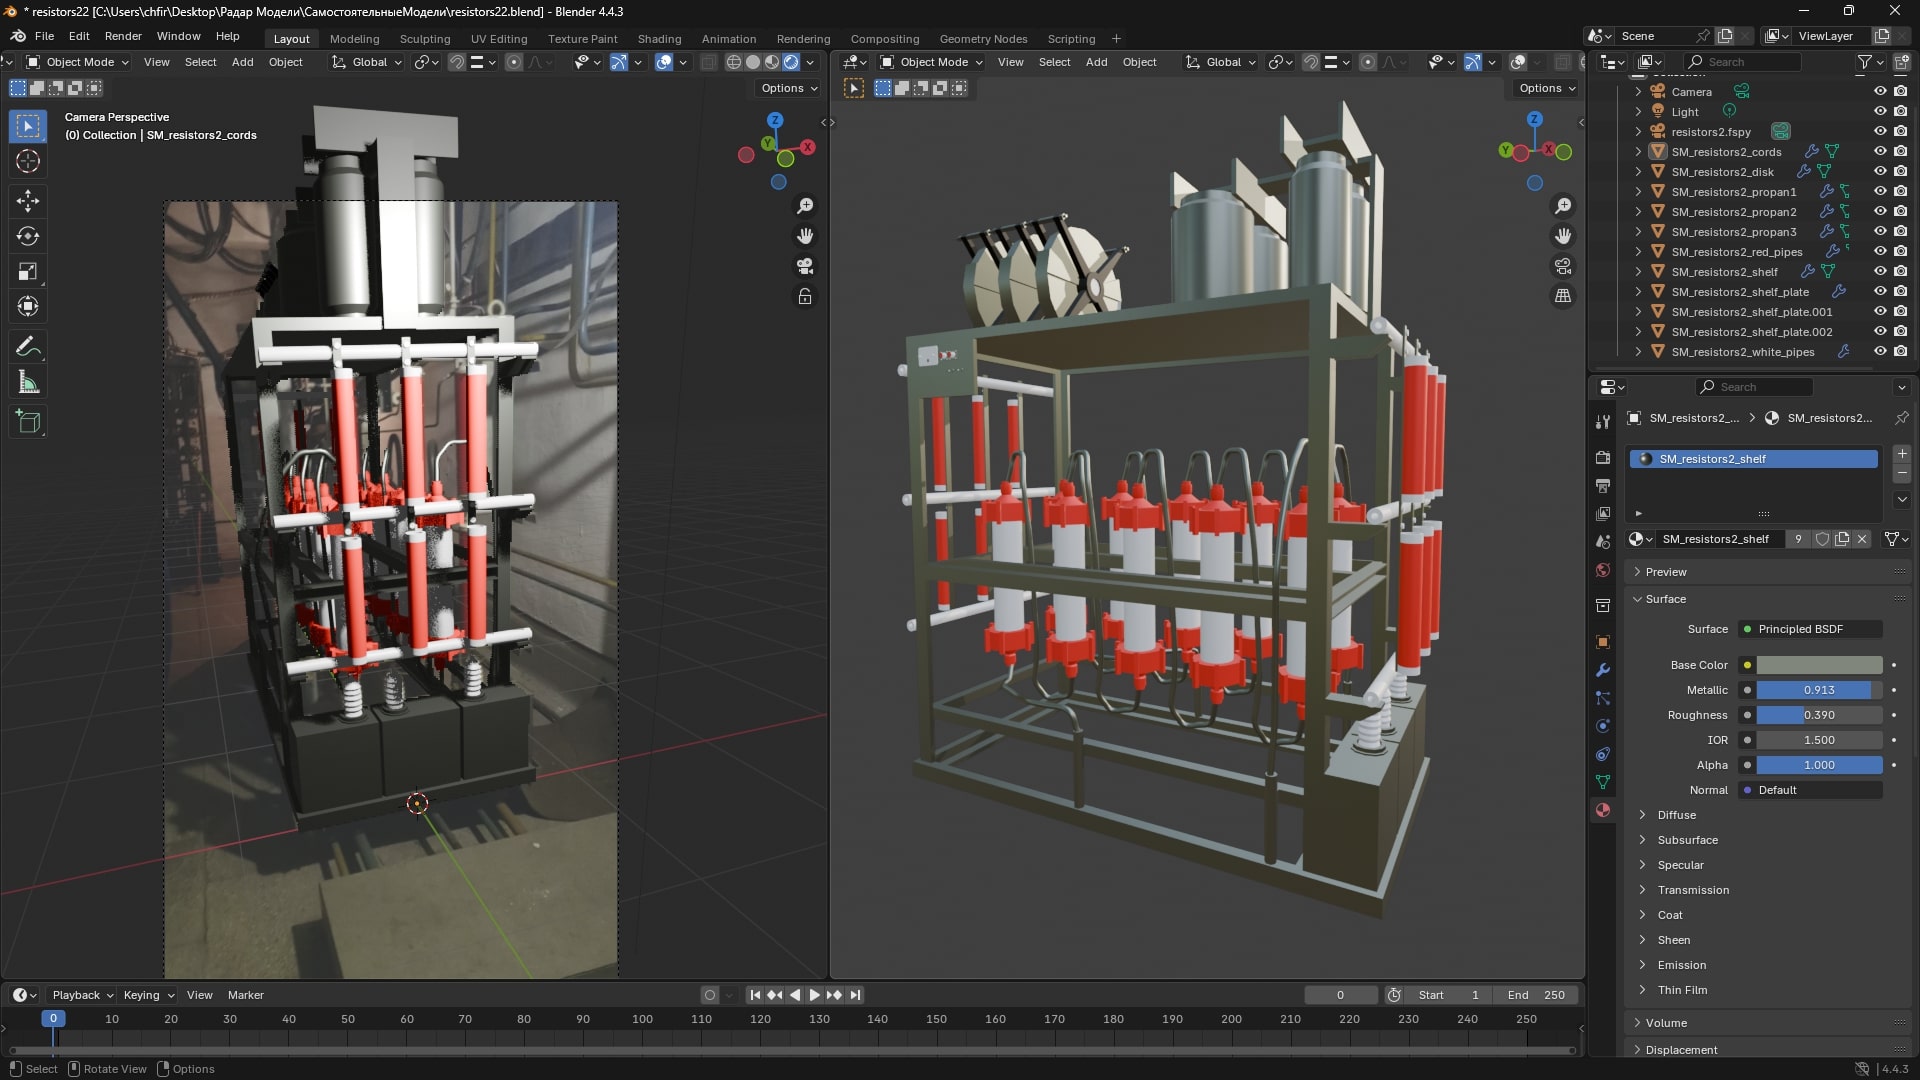 * resistors22 [C:\Users\chfir\Desktop\Радар Модели\СамостоятельныеМодели\resistors22.blend] - Blender 4.4.3
File Edit Render Window Help Layout Modeling Sculpting UV Editing Texture Paint Shading Animation Rendering Compositing Geometry Nodes Scripting + Scene ViewLayer
Object Mode View Select Add Object Global
Object Mode View Select Add Object Global
Search
Options
Options
Camera Perspective
(0) Collection | SM_resistors2_cords
Z
Y
X
Z
Y
X
Camera
Light
resistors2.fspy
SM_resistors2_cords
SM_resistors2_disk
SM_resistors2_propan1
SM_resistors2_propan2
SM_resistors2_propan3
SM_resistors2_red_pipes
SM_resistors2_shelf
SM_resistors2_shelf_plate
SM_resistors2_shelf_plate.001
SM_resistors2_shelf_plate.002
SM_resistors2_white_pipes
Search
SM_resistors2_... > SM_resistors2...
SM_resistors2_shelf
SM_resistors2_shelf 9
Preview
Surface
Surface Principled BSDF
Base Color
Metallic 0.913
Roughness 0.390
IOR 1.500
Alpha 1.000
Normal Default
Diffuse
Subsurface
Specular
Transmission
Coat
Sheen
Emission
Thin Film
Volume
Displacement
Playback Keying View Marker 0 Start 1 End 250
0 10 20 30 40 50 60 70 80 90 100 110 120 130 140 150 160 170 180 190 200 210 220 230 240 250
Select Rotate View Options 4.4.3